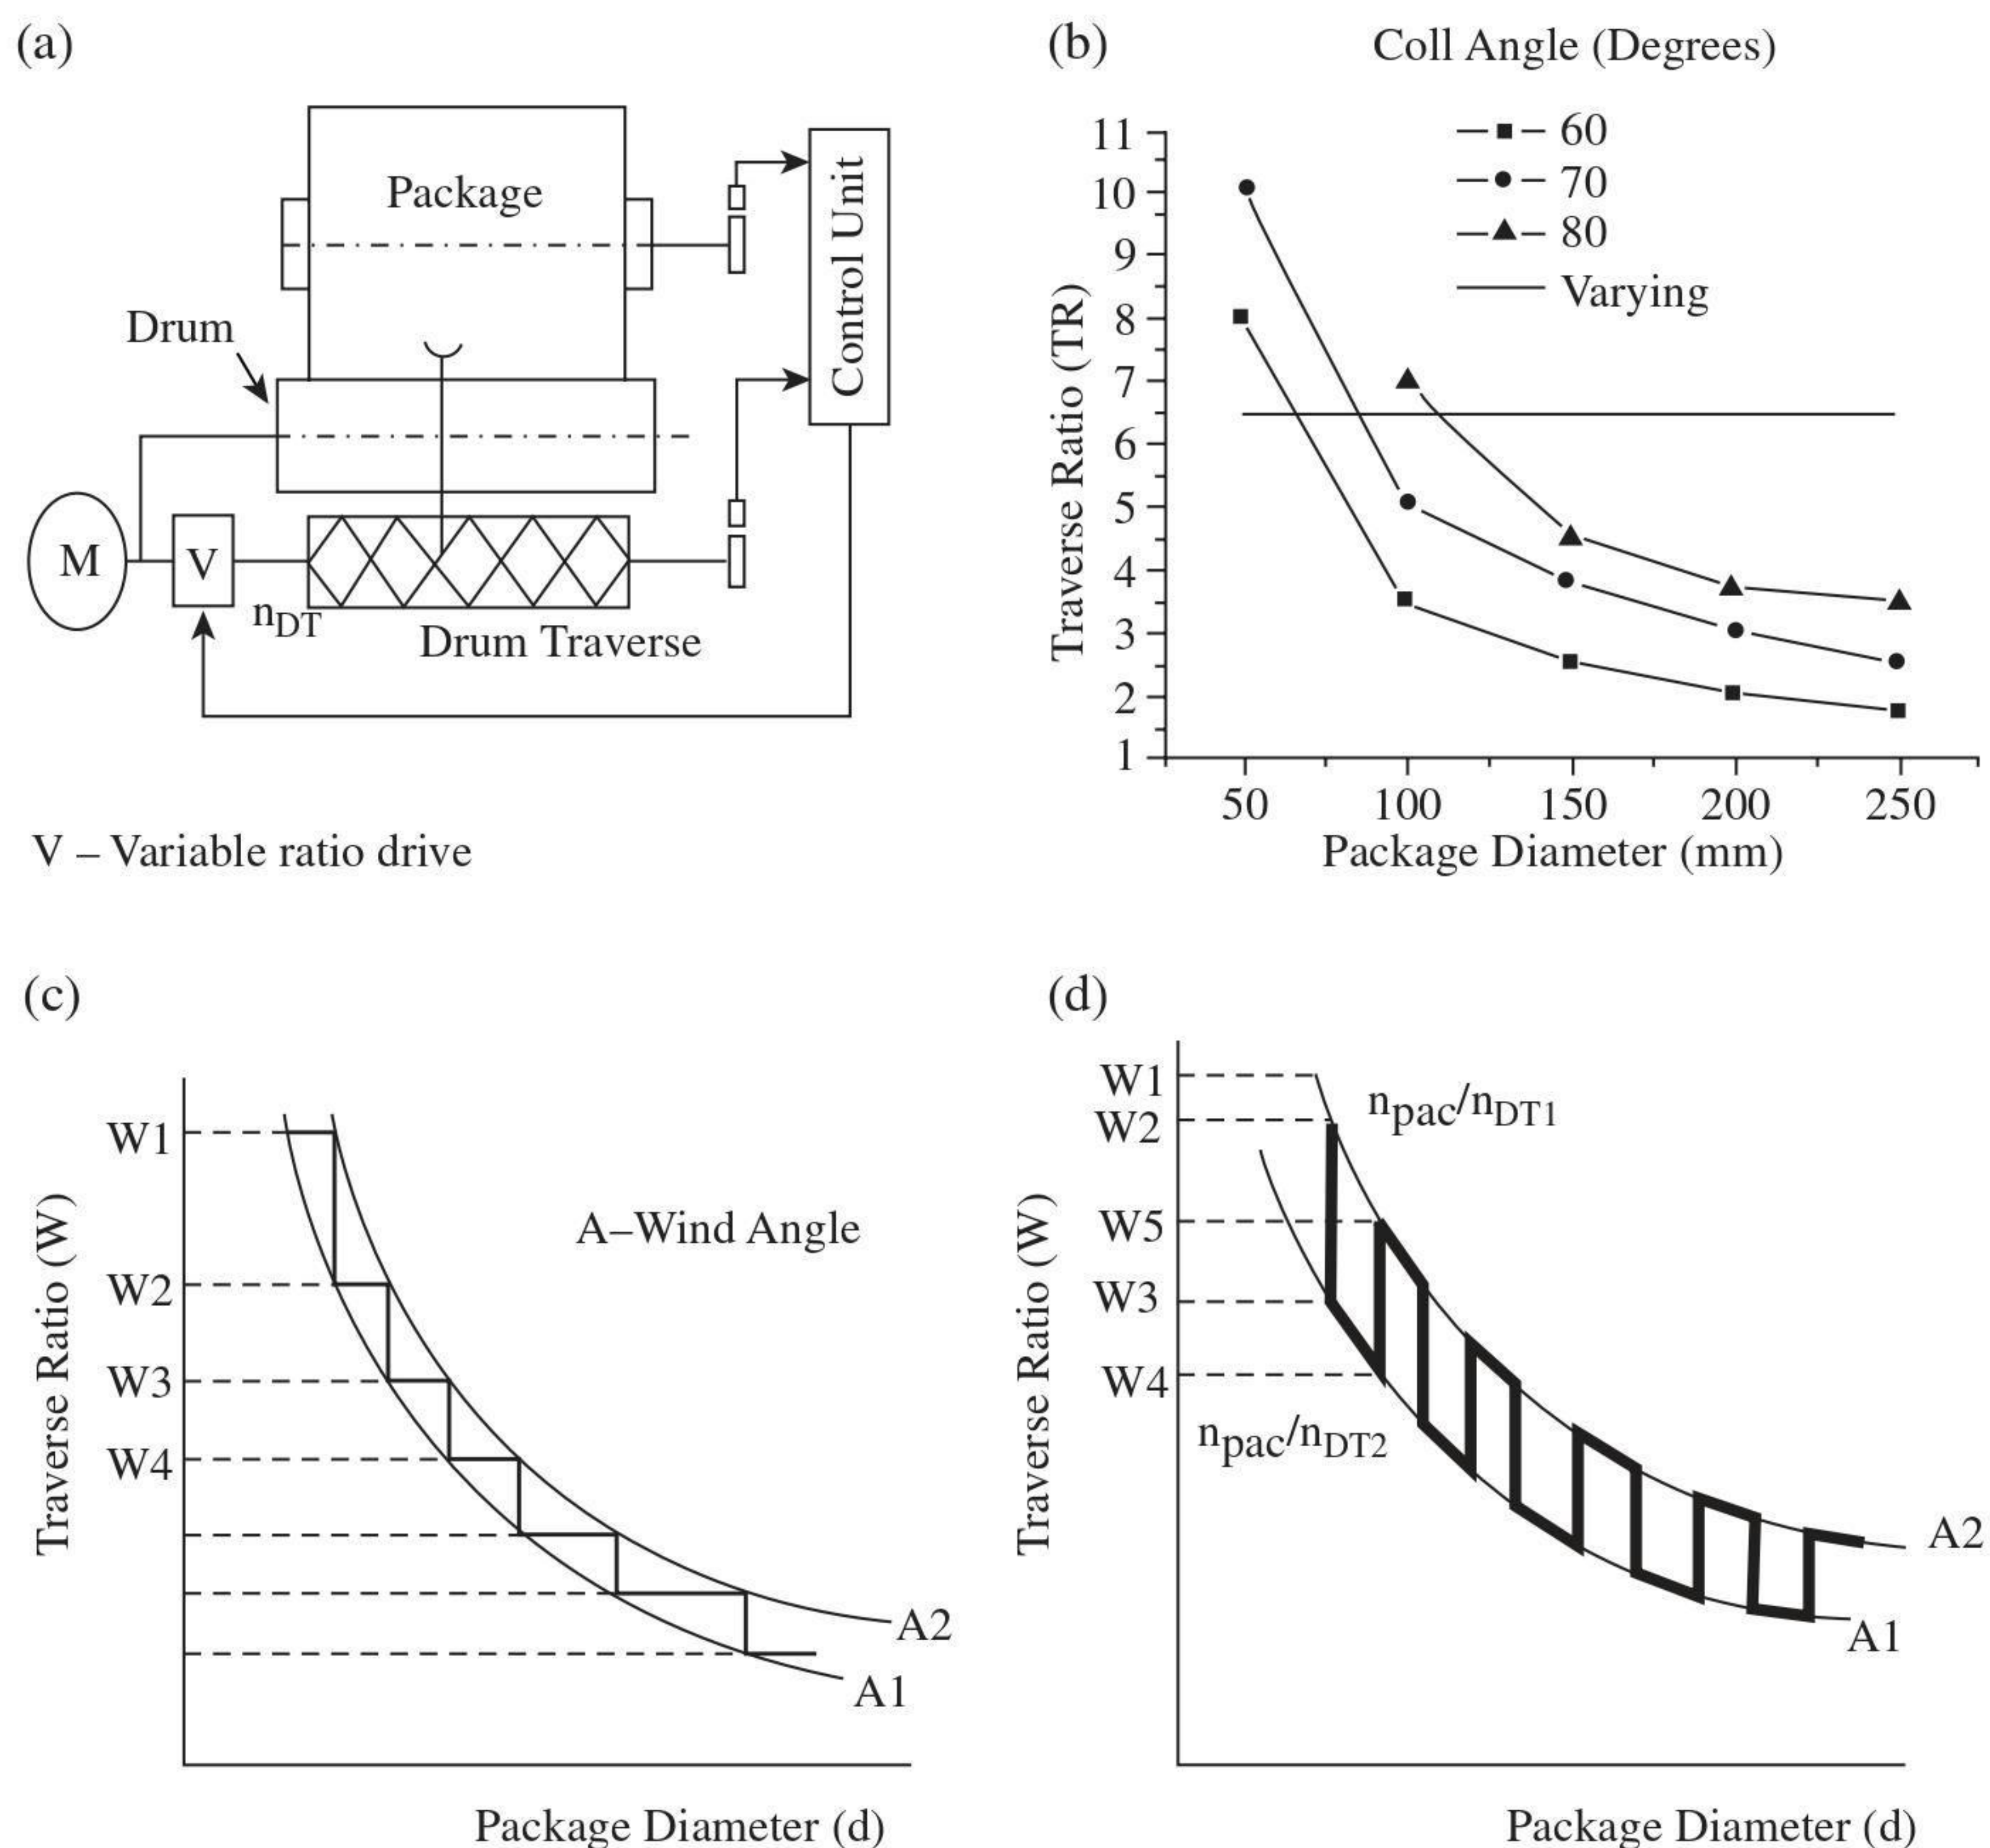 (a)
Package
Control Unit
Drum
M
V
nDT
Drum Traverse
V – Variable ratio drive
(b)
Coll Angle (Degrees)
60
70
80
Varying
Traverse Ratio (TR)
11
10
9
8
7
6
5
4
3
2
1
50 100 150 200 250
Package Diameter (mm)
(c)
Traverse Ratio (W)
W1
W2
W3
W4
A–Wind Angle
A2
A1
Package Diameter (d)
(d)
Traverse Ratio (W)
W1
W2
W5
W3
W4
npac/nDT1
npac/nDT2
A2
A1
Package Diameter (d)